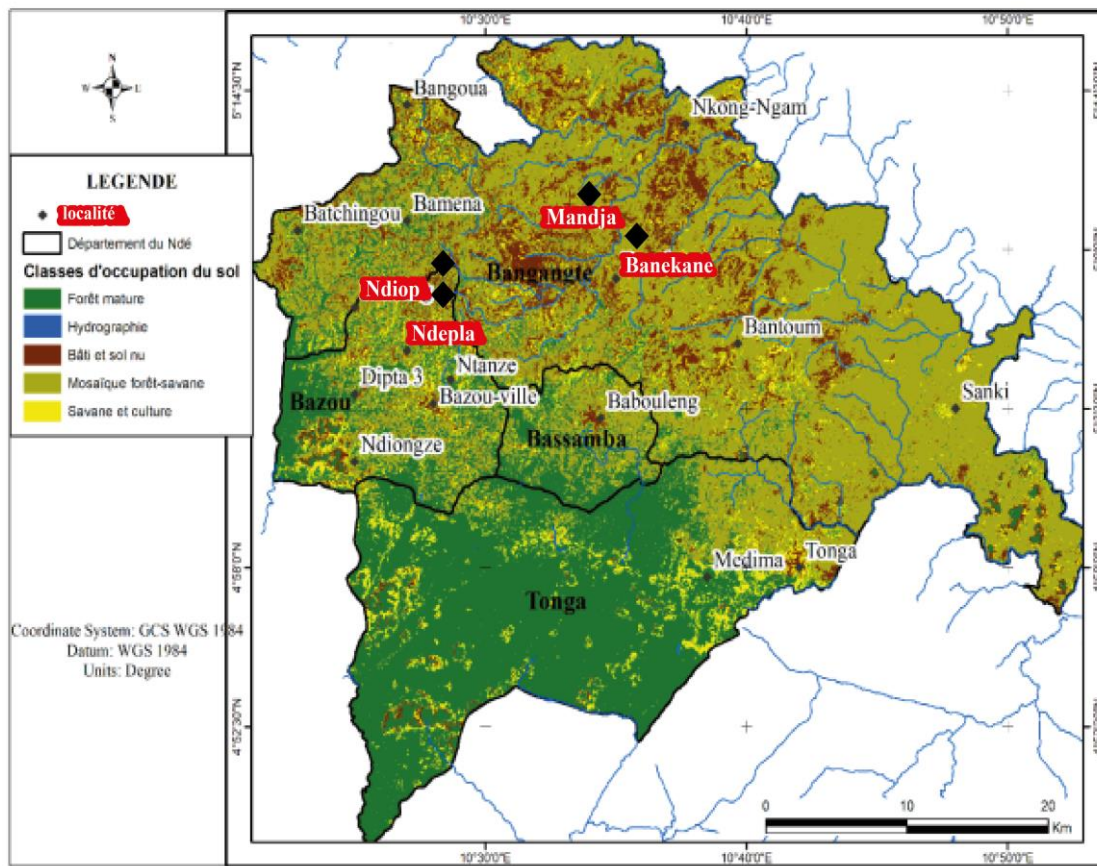 10°30'0"E
10°40'0"E
10°50'0"E
N
W
E
S
LEGENDE
localité
Département du Ndé
Classes d'occupation du sol
Forêt mature
Hydrographie
Bâti et sol nu
Mosaïque forêt-savane
Savane et culture
Coordinate System: GCS WGS 1984
Datum: WGS 1984
Units: Degree
Bangoua
Nkong-Ngam
Batchingou
Bamena
Mandja
Bangangte
Banekane
Ndiop
Ndepla
Bantoum
Ntanze
Dipta 3
Bazou
Bazou-ville
Babouleng
Sanki
Bassamba
Ndiongze
Medima
Tonga
Tonga
4°58'0"N
4°52'30"N
4°52'30"N
0
10
20
Km
10°30'0"E
10°40'0"E
10°50'0"E